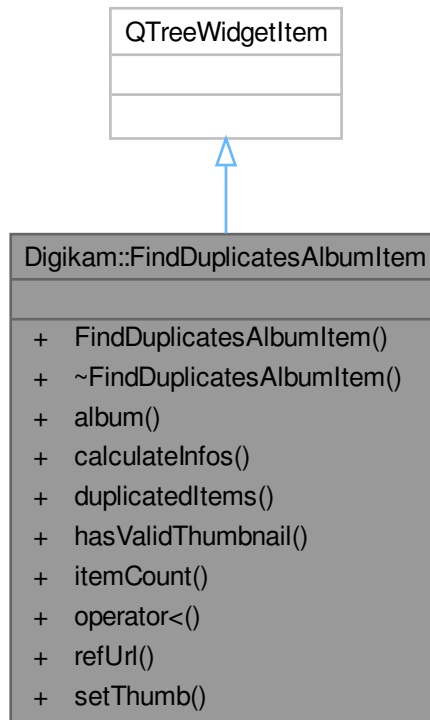 QTreeWidgetItem
Digikam::FindDuplicatesAlbumItem
+ FindDuplicatesAlbumItem()
+ ~FindDuplicatesAlbumItem()
+ album()
+ calculateInfos()
+ duplicatedItems()
+ hasValidThumbnail()
+ itemCount()
+ operator<()
+ refUrl()
+ setThumb()